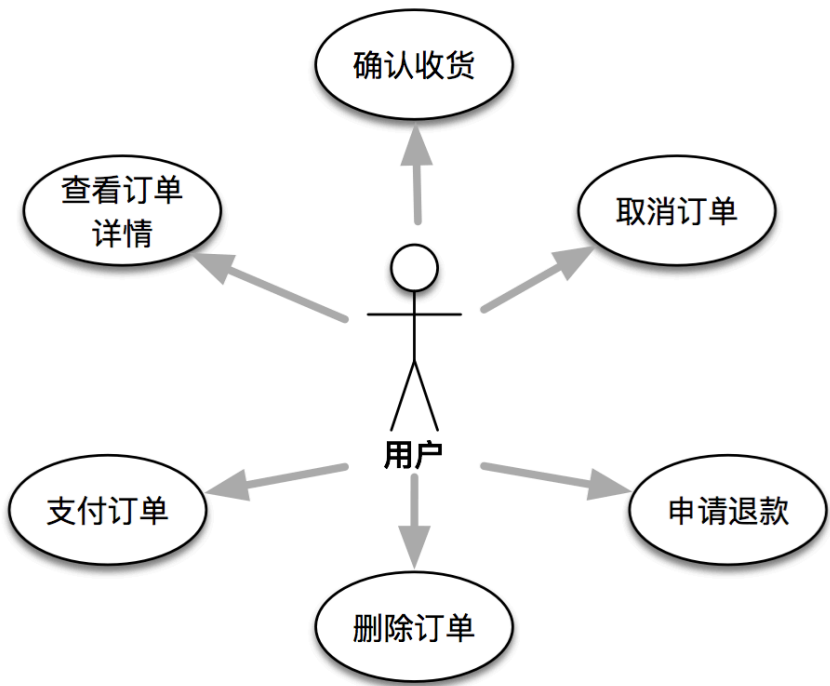 确认收货
查看订单
详情
取消订单
用户
支付订单
申请退款
删除订单